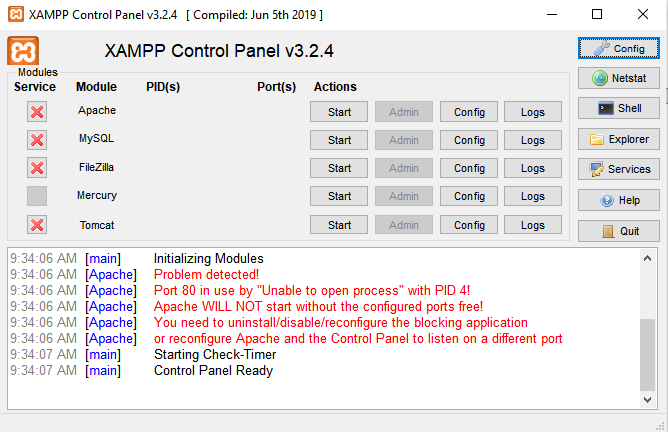 XAMPP Control Panel v3.2.4 [ Compiled: Jun 5th 2019 ]
XAMPP Control Panel v3.2.4
Config
Modules
Service Module PID(s) Port(s) Actions
Netstat
Apache Start Admin Config Logs
Shell
MySQL Start Admin Config Logs
Explorer
FileZilla Start Admin Config Logs
Services
Mercury Start Admin Config Logs
Help
Tomcat Start Admin Config Logs
Quit
9:34:06 AM [main] Initializing Modules
9:34:06 AM [Apache] Problem detected!
9:34:06 AM [Apache] Port 80 in use by "Unable to open process" with PID 4!
9:34:06 AM [Apache] Apache WILL NOT start without the configured ports free!
9:34:06 AM [Apache] You need to uninstall/disable/reconfigure the blocking application
9:34:06 AM [Apache] or reconfigure Apache and the Control Panel to listen on a different port
9:34:07 AM [main] Starting Check-Timer
9:34:07 AM [main] Control Panel Ready